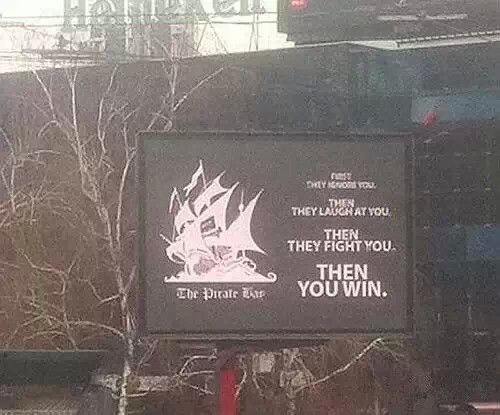 Heineken
FIRST
THEY IGNORE YOU.
THEN
THEY LAUGH AT YOU.
THEN
THEY FIGHT YOU.
THEN
YOU WIN.
The Pirate Bay